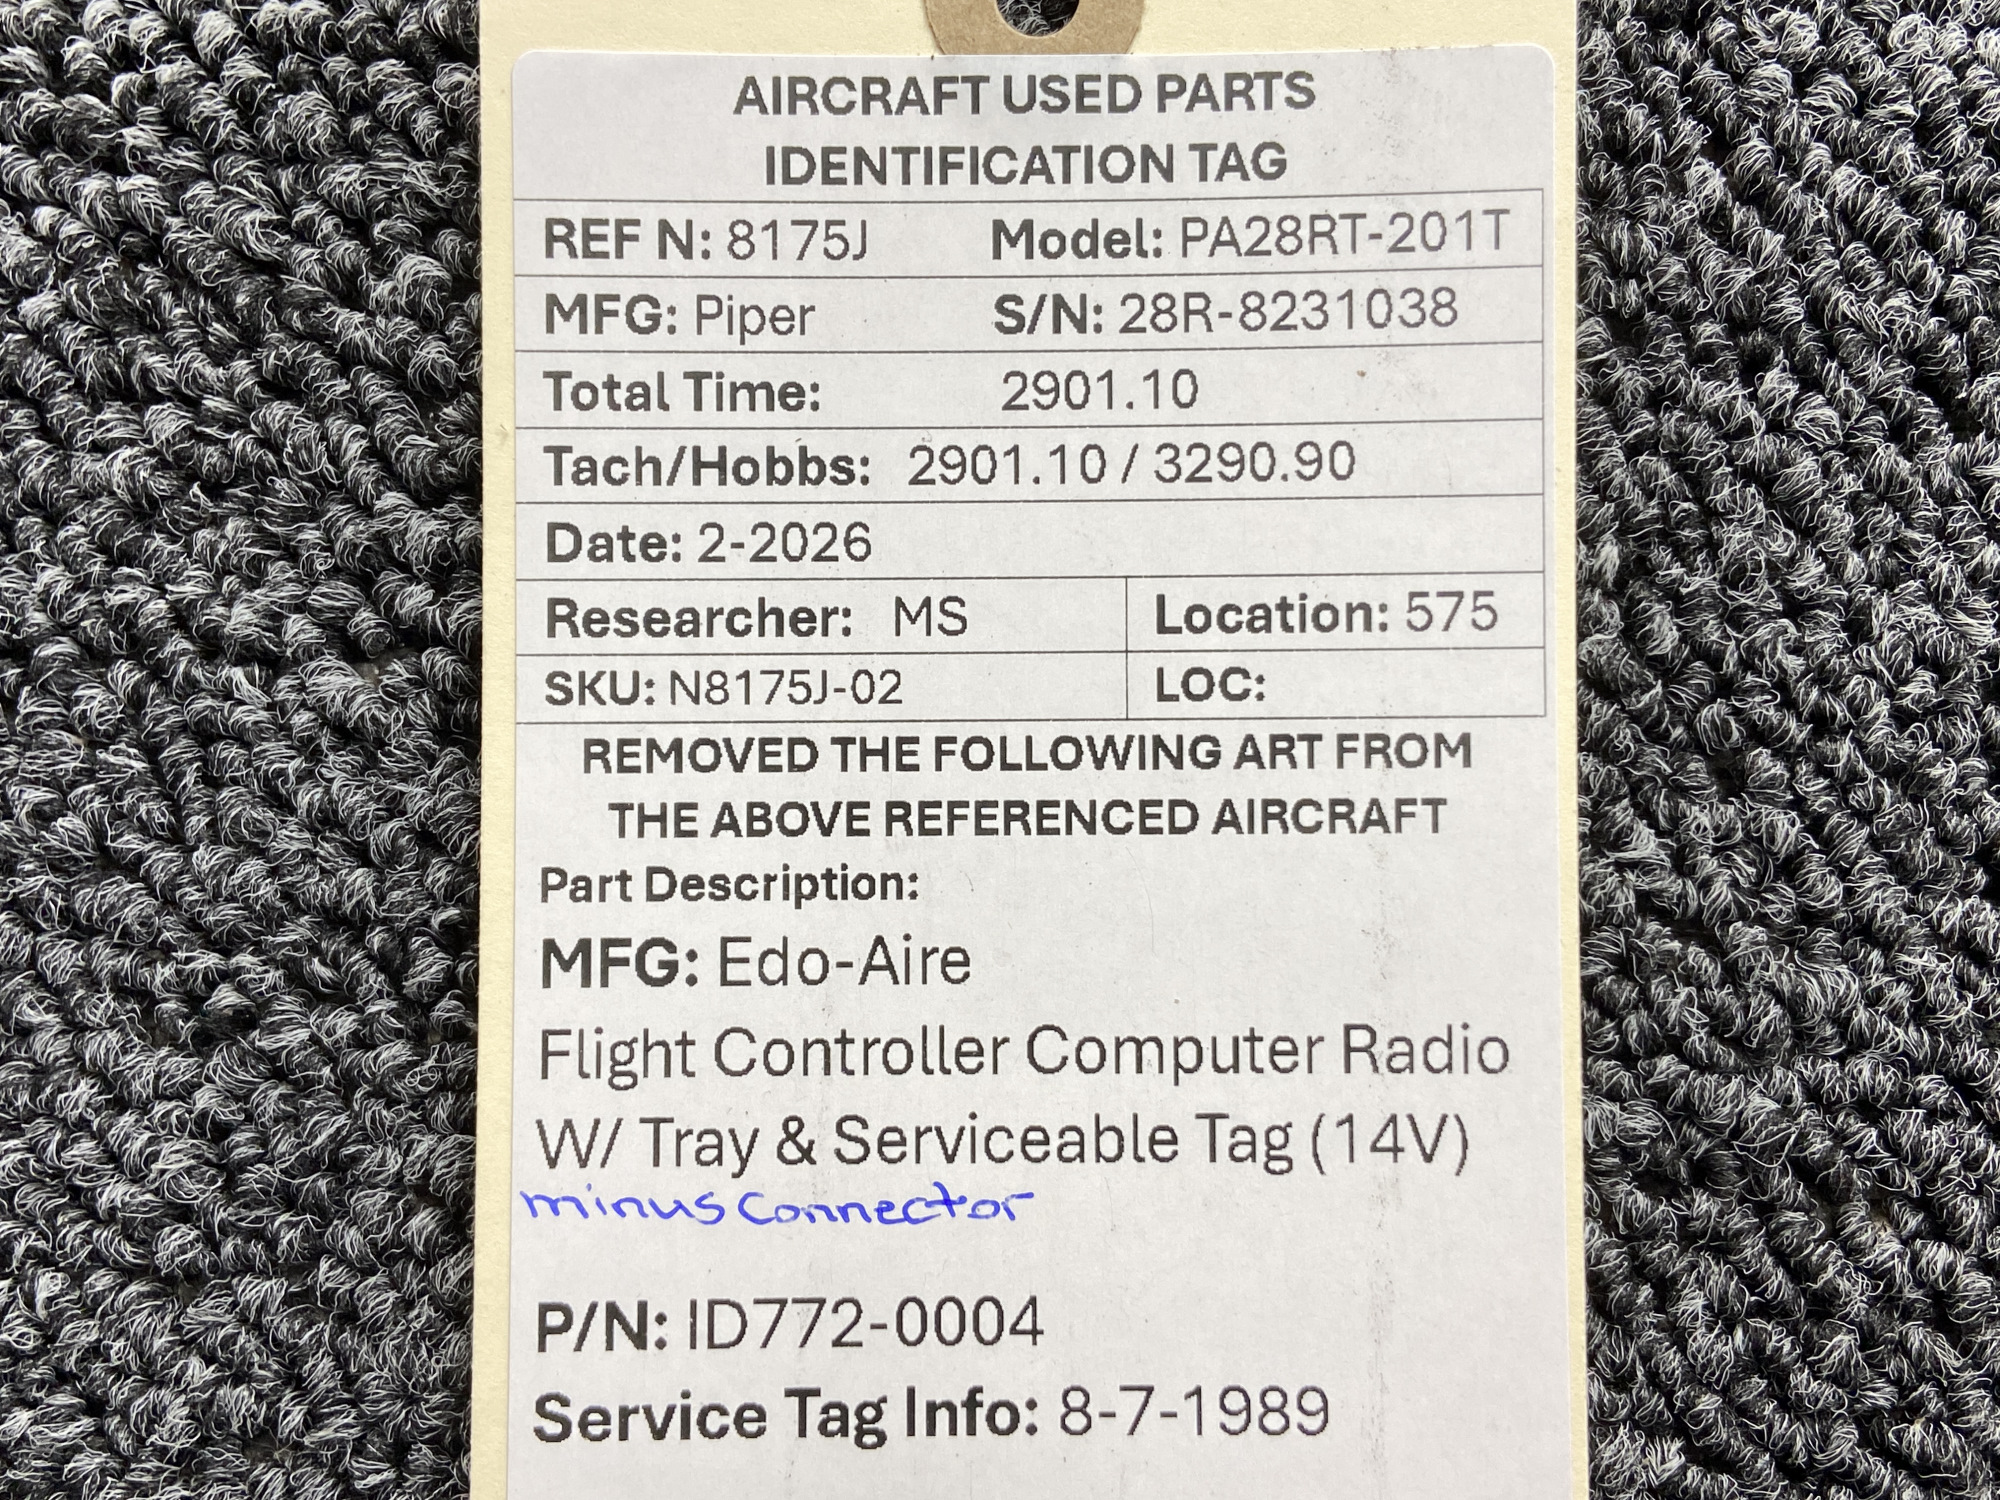 AIRCRAFT USED PARTS
IDENTIFICATION TAG
REF N: 8175J Model: PA28RT-201T
MFG: Piper S/N: 28R-8231038
Total Time: 2901.10
Tach/Hobbs: 2901.10 / 3290.90
Date: 2-2026
Researcher: MS Location: 575
SKU: N8175J-02 LOC:
REMOVED THE FOLLOWING ART FROM
THE ABOVE REFERENCED AIRCRAFT
Part Description:
MFG: Edo-Aire
Flight Controller Computer Radio
W/ Tray & Serviceable Tag (14V)
minus connector
P/N: ID772-0004
Service Tag Info: 8-7-1989